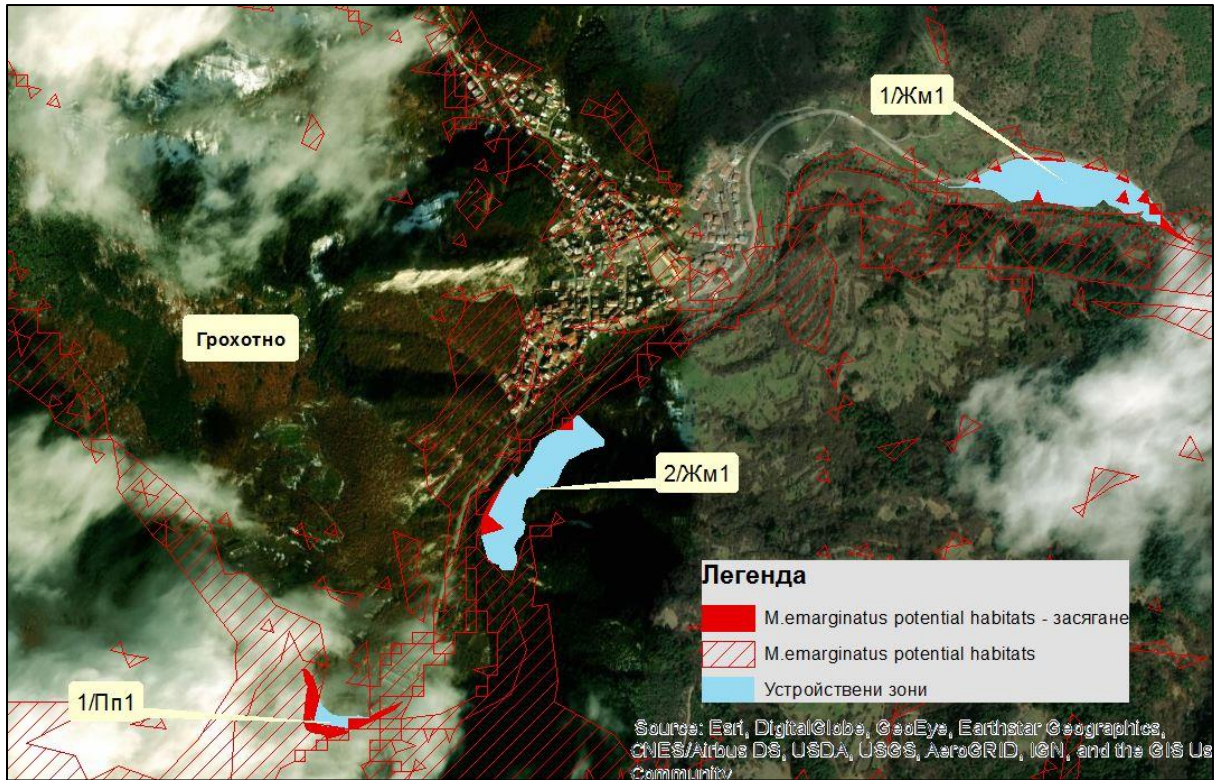 1/Жм1
Грохотно
2/Жм1
1/Пп1
Легенда
M.emarginatus potential habitats - засягане
M.emarginatus potential habitats
Устройствени зони
Source: Esri, DigitalGlobe, GeoEye, Earthstar Geographics,
CNES/Airbus DS, USDA, USGS, AeroGRID, IGN, and the GIS Us
Community